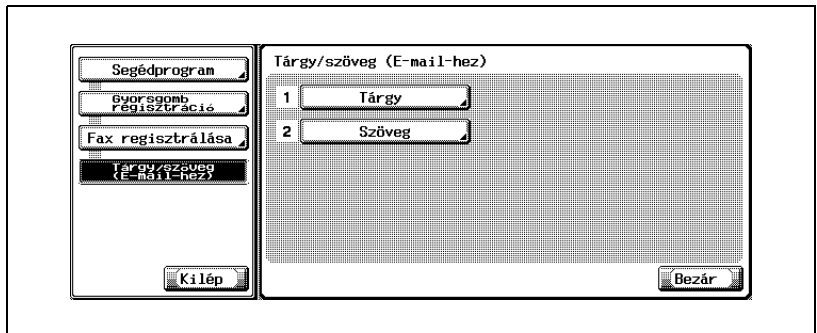 Segédprogram
Gyorsgomb
regisztráció
Fax regisztrálása
Tárgy/szöveg
(E-mail-hez)
Kilép
Tárgy/szöveg (E-mail-hez)
1 Tárgy
2 Szöveg
Bezár